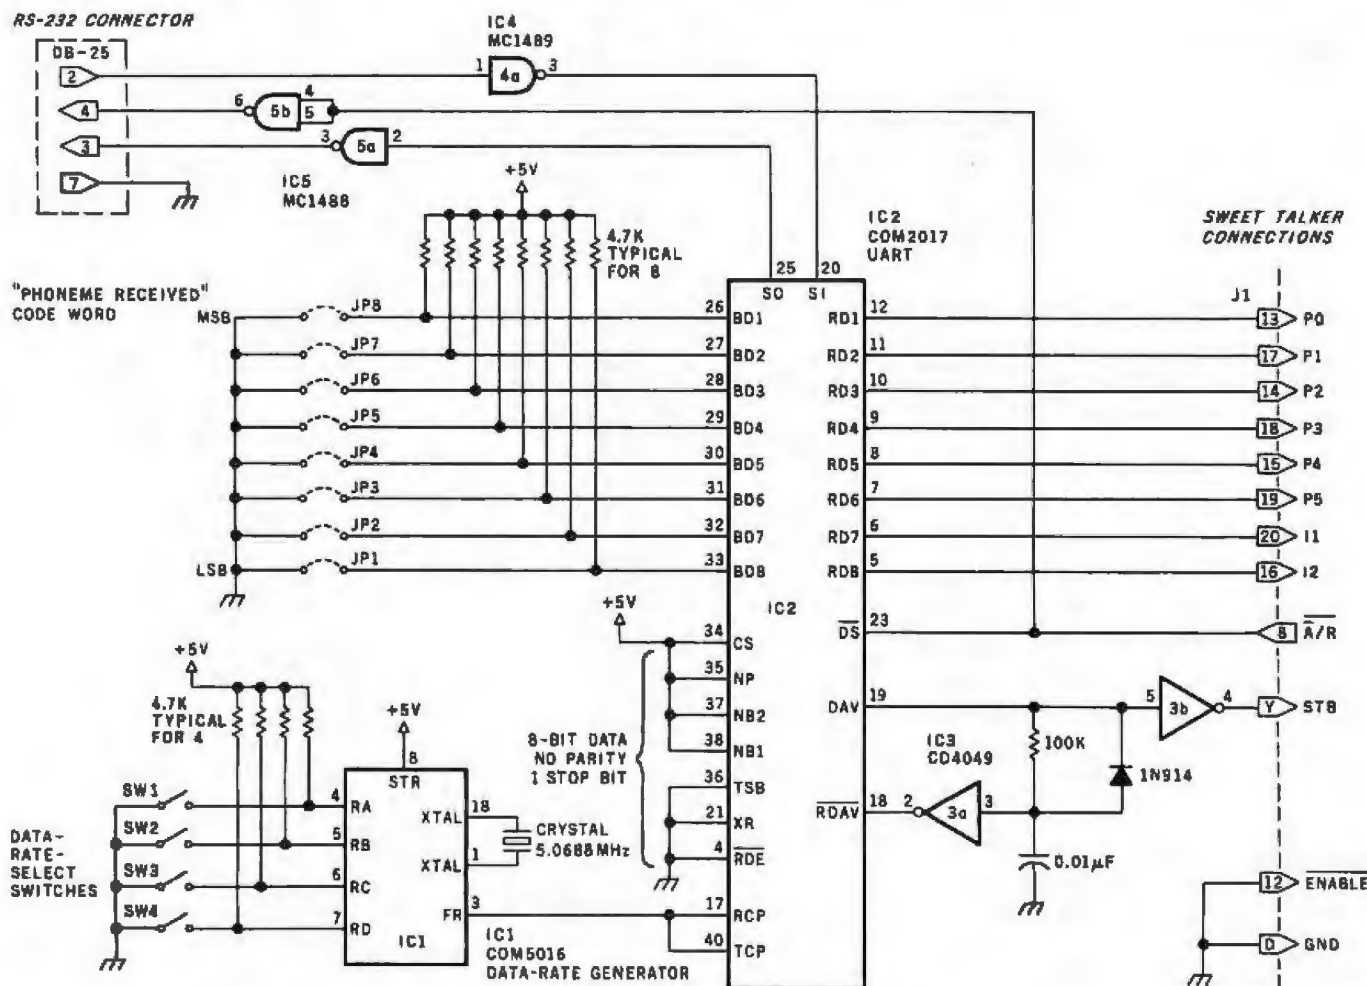 RS-232 CONNECTOR
DB-25
2
4
3
7
IC4
MC1489
1
4a
3
6
5b
4
5
3
5a
2
IC5
MC1488
+5V
4.7K
TYPICAL
FOR 8
IC2
COM2017
UART
SWEET TALKER
CONNECTIONS
J1
"PHONEME RECEIVED"
CODE WORD
25 20
SO SI
MSB JP8 26 BD1 RD1 12 13 P0
JP7 27 BD2 RD2 11 17 P1
JP6 28 BD3 RD3 10 14 P2
JP5 29 BD4 RD4 9 18 P3
JP4 30 BD5 RD5 8 15 P4
JP3 31 BD6 RD6 7 19 P5
JP2 32 BD7 RD7 6 20 I1
LSB JP1 33 BD8 RD8 5 16 I2
IC2
+5V
34 CS DS 23 8 A/R
35 NP
37 NB2 DAV 19 5 3b 4 Y STB
38 NB1
36 TSB
21 XR RDAV 18 2 3a 3
4 RDE
17 RCP
40 TCP
8-BIT DATA
NO PARITY
1 STOP BIT
IC3
CD4049
100K
1N914
0.01µF
12 ENABLE
D GND
+5V
4.7K
TYPICAL
FOR 4
+5V
8
STR
SW1 4 RA
SW2 5 RB
SW3 6 RC
SW4 7 RD
DATA-
RATE-
SELECT
SWITCHES
XTAL 18
XTAL 1
CRYSTAL
5.0688MHz
FR 3
IC1
IC1
COM5016
DATA-RATE GENERATOR